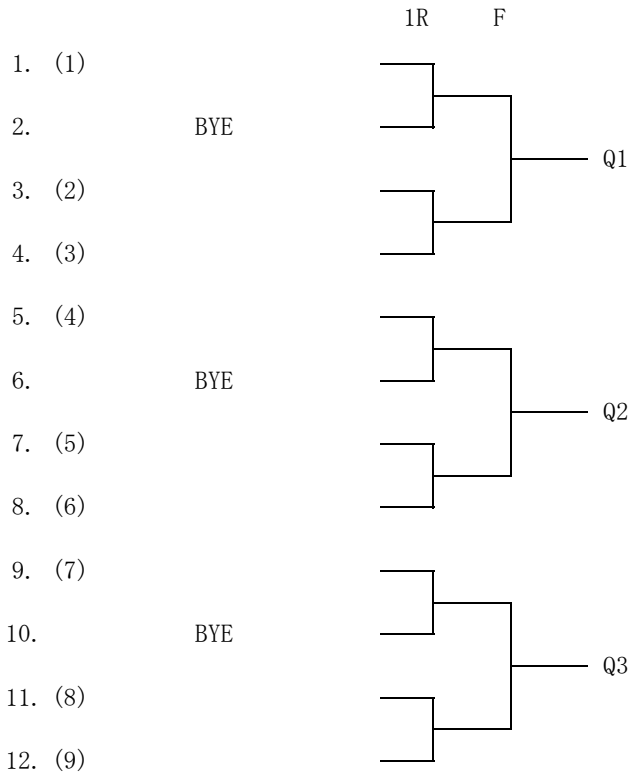 1R F
1. (1)
2. BYE
Q1
3. (2)
4. (3)
5. (4)
6. BYE
Q2
7. (5)
8. (6)
9. (7)
10. BYE
Q3
11. (8)
12. (9)